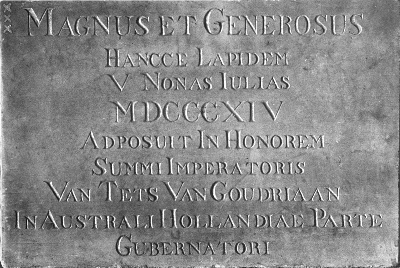 MAGNUS ET GENEROSUS
HANCCE LAPIDEM
V NONAS IULIAS
MDCCCXIV
ADPOSUIT IN HONOREM
SUMMI IMPERATORIS
VAN TETS VAN GOUDRIAAN
IN AUSTRALI HOLLANDIAE PARTE
GUBERNATORI